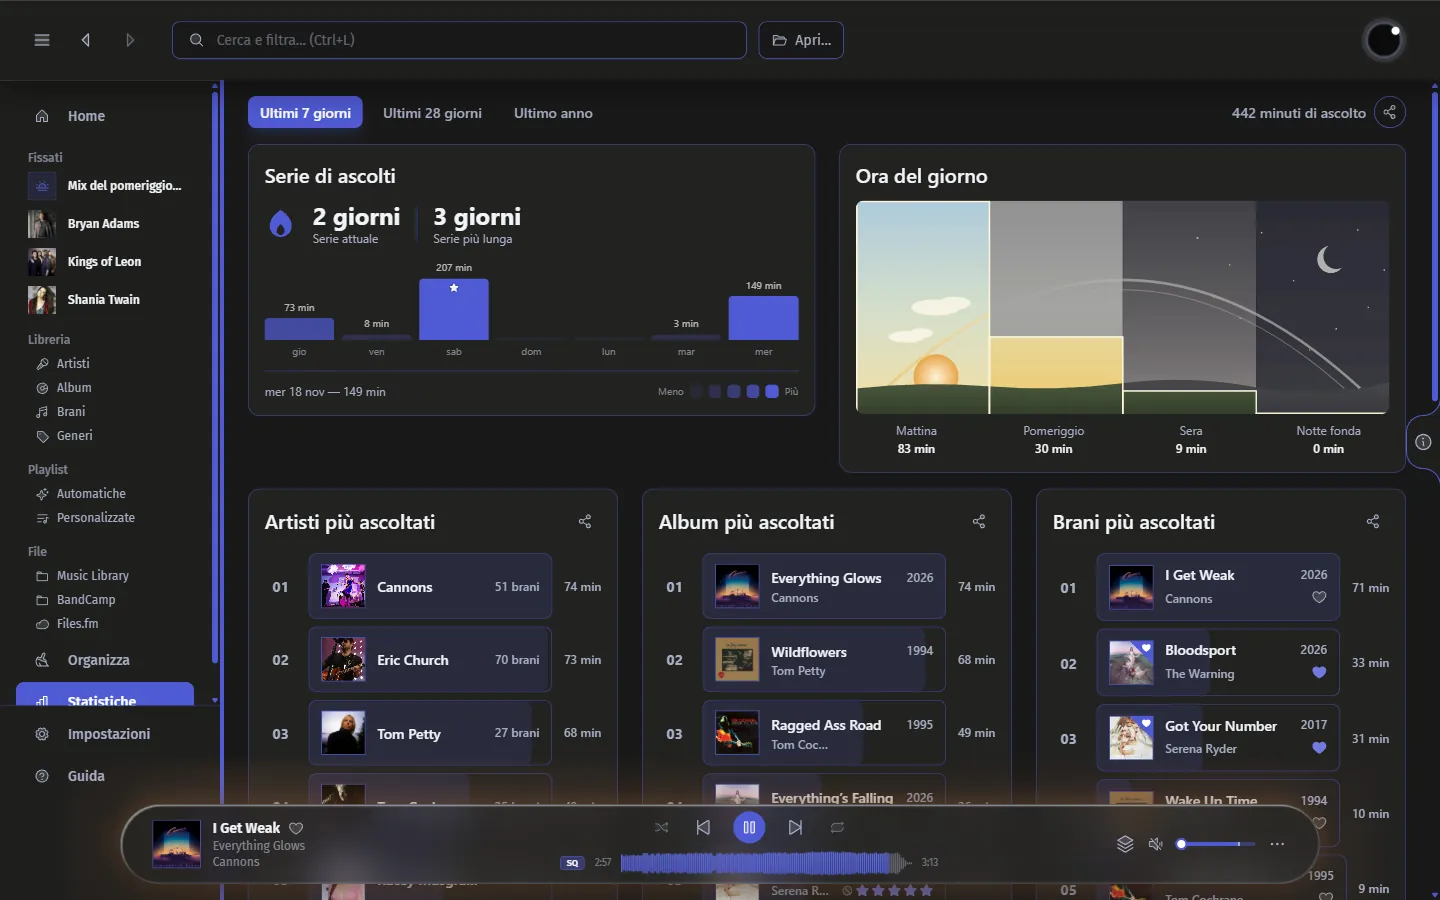 Cerca e filtra... (Ctrl+L)
Apri...
Home
Fissati
Mix del pomeriggio...
Bryan Adams
Kings of Leon
Shania Twain
Libreria
Artisti
Album
Brani
Generi
Playlist
Automatiche
Personalizzate
File
Music Library
BandCamp
Files.fm
Organizza
Statistiche
Impostazioni
Guida
Ultimi 7 giorni
Ultimi 28 giorni
Ultimo anno
442 minuti di ascolto
Serie di ascolti
2 giorni
Serie attuale
3 giorni
Serie più lunga
73 min
8 min
207 min
3 min
149 min
gio
ven
sab
dom
lun
mar
mer
mer 18 nov — 149 min
Meno
Più
Ora del giorno
Mattina
83 min
Pomeriggio
30 min
Sera
9 min
Notte fonda
0 min
Artisti più ascoltati
01
Cannons
51 brani
74 min
02
Eric Church
70 brani
73 min
03
Tom Petty
27 brani
68 min
Album più ascoltati
01
Everything Glows
2026
Cannons
74 min
02
Wildflowers
1994
Tom Petty
68 min
03
Ragged Ass Road
1995
Tom Coc...
49 min
Everything's Falling
2026
Serena R...
Brani più ascoltati
01
I Get Weak
2026
Cannons
71 min
02
Bloodsport
2026
The Warning
33 min
03
Got Your Number
2017
Serena Ryder
31 min
Wake Up Time
1994
10 min
05
1995
Tom Cochrane
9 min
I Get Weak
Everything Glows
Cannons
SQ
2:57
3:13